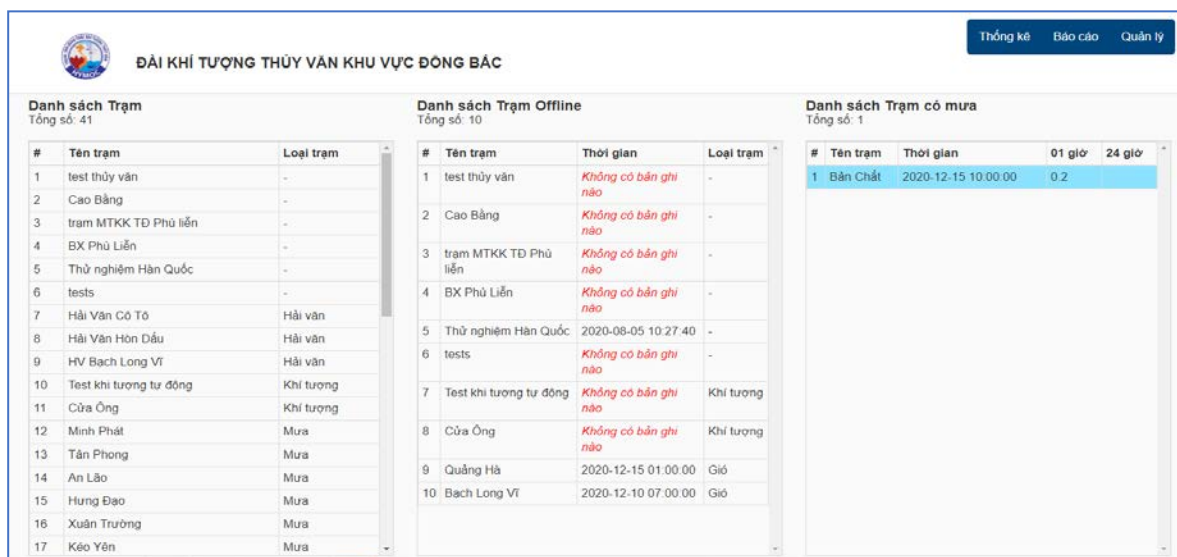 Thống kê Báo cáo Quản lý
ĐÀI KHÍ TƯỢNG THỦY VĂN KHU VỰC ĐÔNG BẮC
Danh sách Trạm
Tổng số: 41
# Tên trạm Loại trạm
1 test thủy văn -
2 Cao Bằng -
3 trạm MTKK TĐ Phù liễn -
4 BX Phù Liễn -
5 Thử nghiệm Hàn Quốc -
6 tests -
7 Hải Văn Cô Tô Hải văn
8 Hải Văn Hòn Dấu Hải văn
9 HV Bạch Long Vĩ Hải văn
10 Test khi tượng tự động Khí tượng
11 Cửa Ông Khí tượng
12 Minh Phát Mưa
13 Tân Phong Mưa
14 An Lão Mưa
15 Hưng Đạo Mưa
16 Xuân Trường Mưa
17 Kéo Yên Mưa
Danh sách Trạm Offline
Tổng số: 10
# Tên trạm Thời gian Loại trạm
1 test thủy văn Không có bản ghi -
nào
2 Cao Bằng Không có bản ghi -
nào
3 trạm MTKK TĐ Phù Không có bản ghi -
liễn nào
4 BX Phù Liễn Không có bản ghi -
nào
5 Thử nghiệm Hàn Quốc 2020-08-05 10:27:40 -
6 tests Không có bản ghi -
nào
7 Test khi tượng tự động Không có bản ghi Khí tượng
nào
8 Cửa Ông Không có bản ghi Khí tượng
nào
9 Quảng Hà 2020-12-15 01:00:00 Gió
10 Bạch Long Vĩ 2020-12-10 07:00:00 Gió
Danh sách Trạm có mưa
Tổng số: 1
# Tên trạm Thời gian 01 giờ 24 giờ
1 Bản Chắt 2020-12-15 10:00:00 0.2